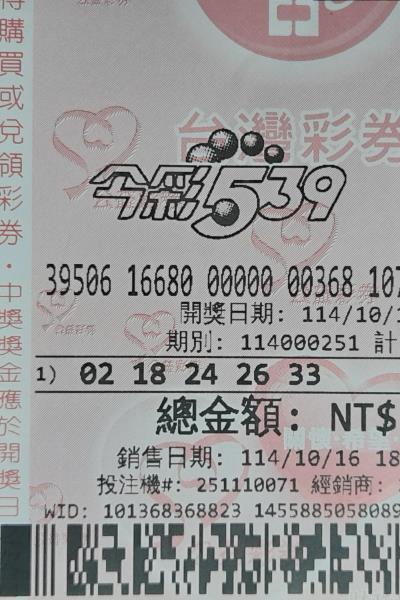 得購買或兌領彩券・中獎獎金應於開獎日
台灣彩券
今彩539
39506 16680 00000 00368 107
開獎日期: 114/10/1
期別: 114000251 計
1) 02 18 24 26 33
總金額: NT$
銷售日期: 114/10/16 18
投注機#: 251110071 經銷商:
WID: 101368368823 1455885058089